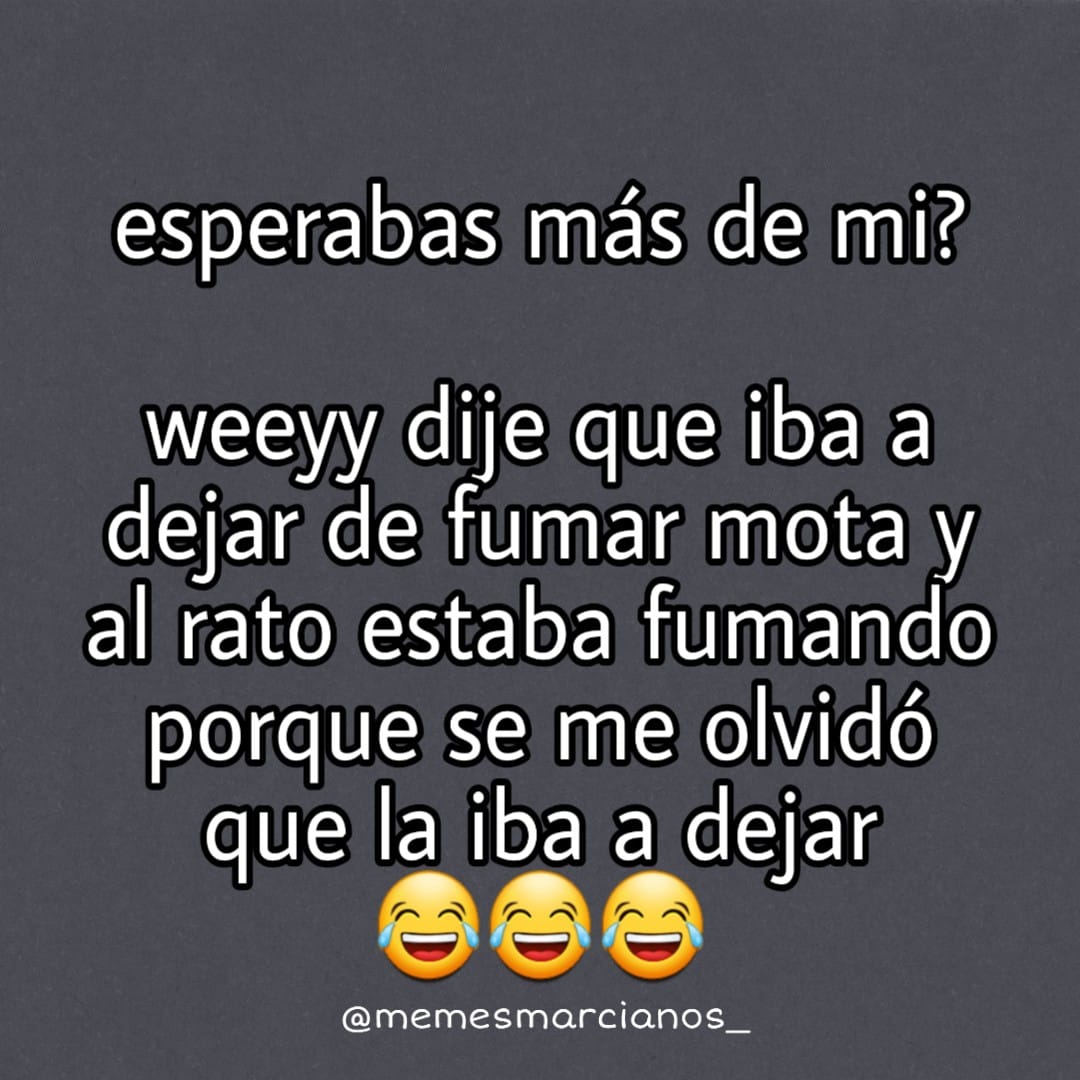 esperabas más de mi?
weeyy dije que iba a
dejar de fumar mota y
al rato estaba fumando
porque se me olvidó
que la iba a dejar
😂😂😂
@memesmarcianos_